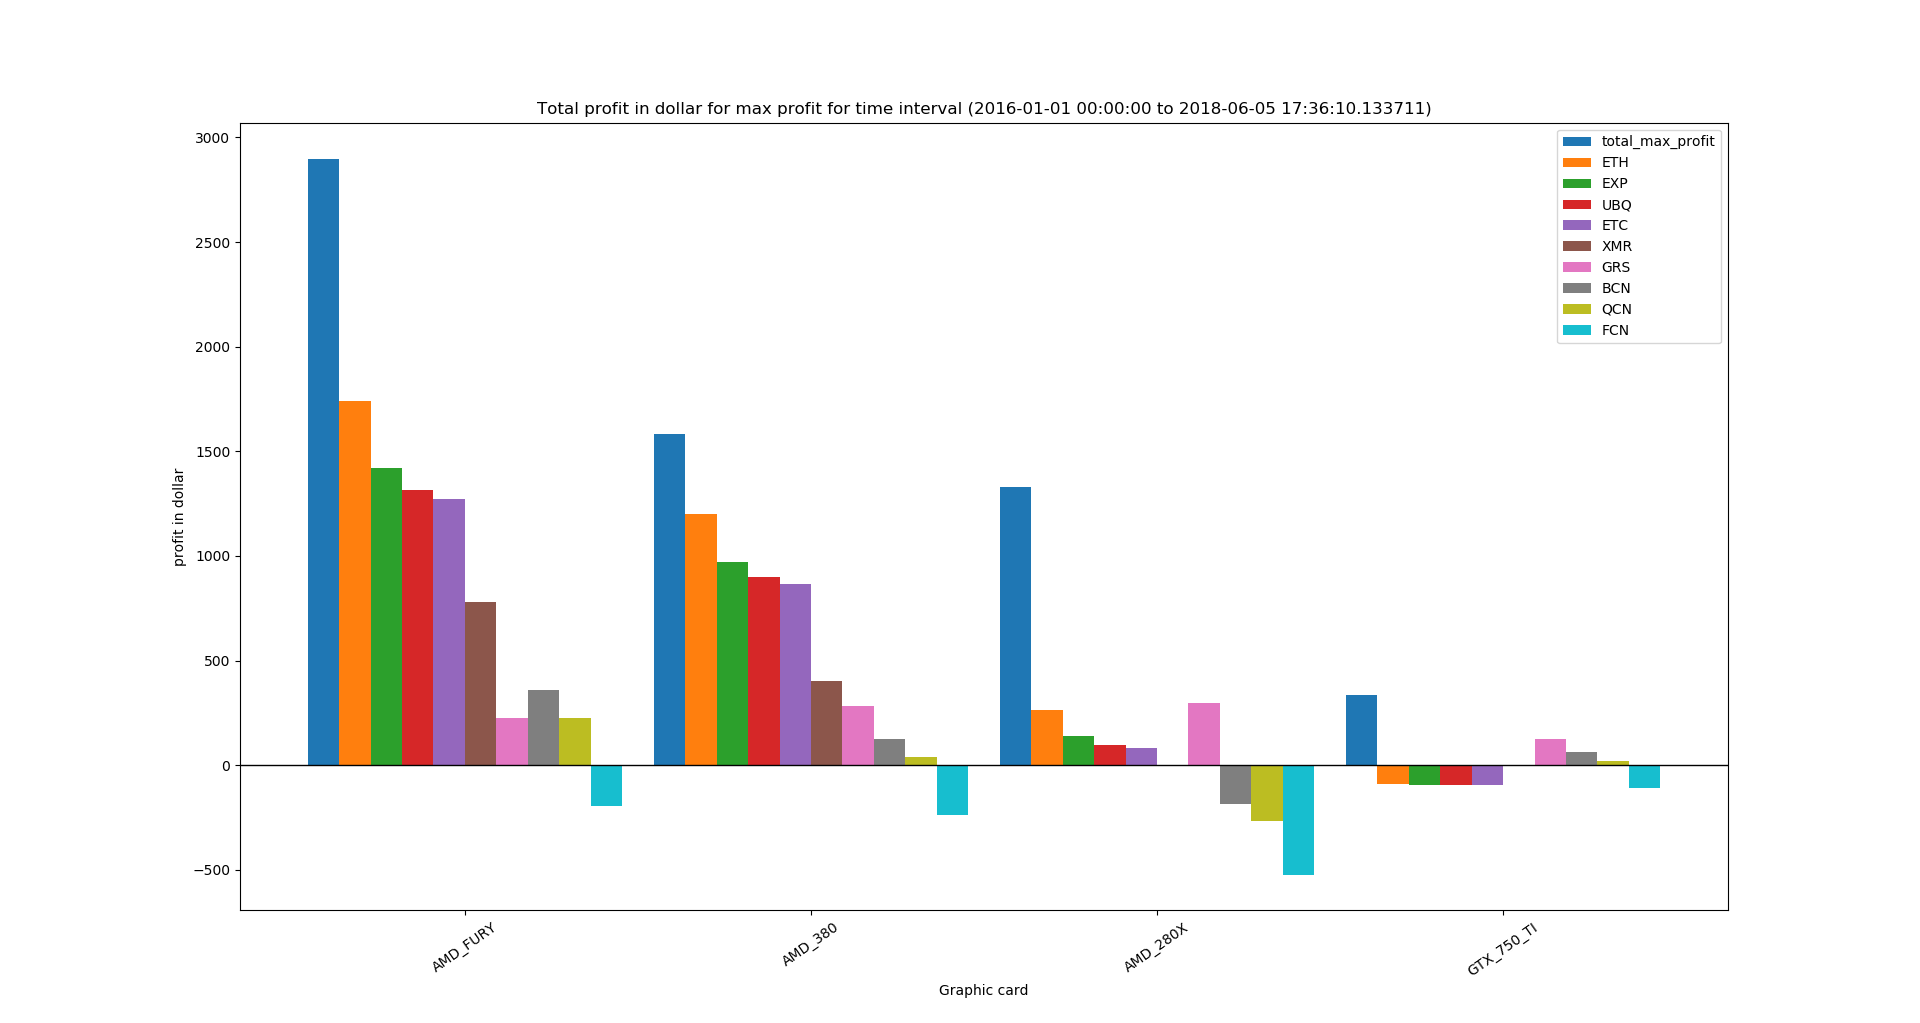 Total profit in dollar for max profit for time interval (2016-01-01 00:00:00 to 2018-06-05 17:36:10.133711)
3000
2500
2000
1500
1000
500
0
−500
profit in dollar
total_max_profit
ETH
EXP
UBQ
ETC
XMR
GRS
BCN
QCN
FCN
AMD_FURY
AMD_380
AMD_280X
GTX_750_TI
Graphic card